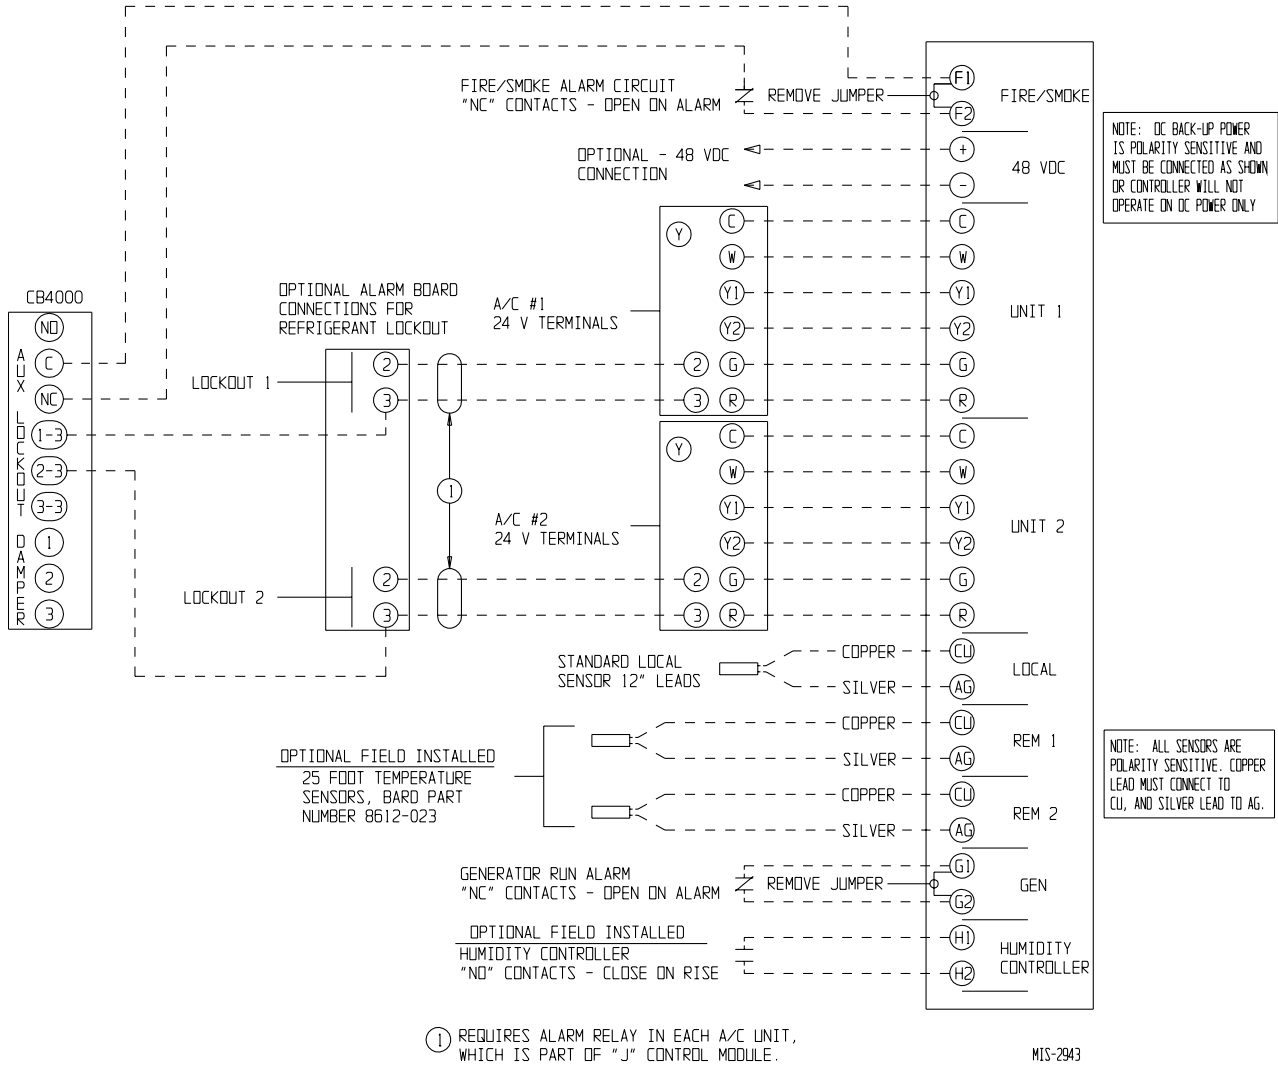 FIRE/SMOKE ALARM CIRCUIT
"NC" CONTACTS - OPEN ON ALARM
REMOVE JUMPER
F1
F2
FIRE/SMOKE
OPTIONAL - 48 VDC
CONNECTION
+
-
48 VDC
NOTE: DC BACK-UP POWER
IS POLARITY SENSITIVE AND
MUST BE CONNECTED AS SHOWN
OR CONTROLLER WILL NOT
OPERATE ON DC POWER ONLY
CB4000
NO
C
NC
1-3
2-3
3-3
1
2
3
AUX LOCKOUT DAMPER
OPTIONAL ALARM BOARD
CONNECTIONS FOR
REFRIGERANT LOCKOUT
LOCKOUT 1
2
3
LOCKOUT 2
2
3
1
A/C #1
24 V TERMINALS
Y
C
W
Y1
Y2
2 G
3 R
C
W
Y1
Y2
G
R
UNIT 1
A/C #2
24 V TERMINALS
Y
C
W
Y1
Y2
2 G
3 R
C
W
Y1
Y2
G
R
UNIT 2
STANDARD LOCAL
SENSOR 12" LEADS
COPPER
SILVER
CU
AG
LOCAL
OPTIONAL FIELD INSTALLED
25 FOOT TEMPERATURE
SENSORS, BARD PART
NUMBER 8612-023
COPPER
SILVER
CU
AG
REM 1
COPPER
SILVER
CU
AG
REM 2
NOTE: ALL SENSORS ARE
POLARITY SENSITIVE. COPPER
LEAD MUST CONNECT TO
CU, AND SILVER LEAD TO AG.
GENERATOR RUN ALARM
"NC" CONTACTS - OPEN ON ALARM
REMOVE JUMPER
G1
G2
GEN
OPTIONAL FIELD INSTALLED
HUMIDITY CONTROLLER
"NO" CONTACTS - CLOSE ON RISE
H1
H2
HUMIDITY
CONTROLLER
1 REQUIRES ALARM RELAY IN EACH A/C UNIT,
WHICH IS PART OF "J" CONTROL MODULE.
MIS-2943